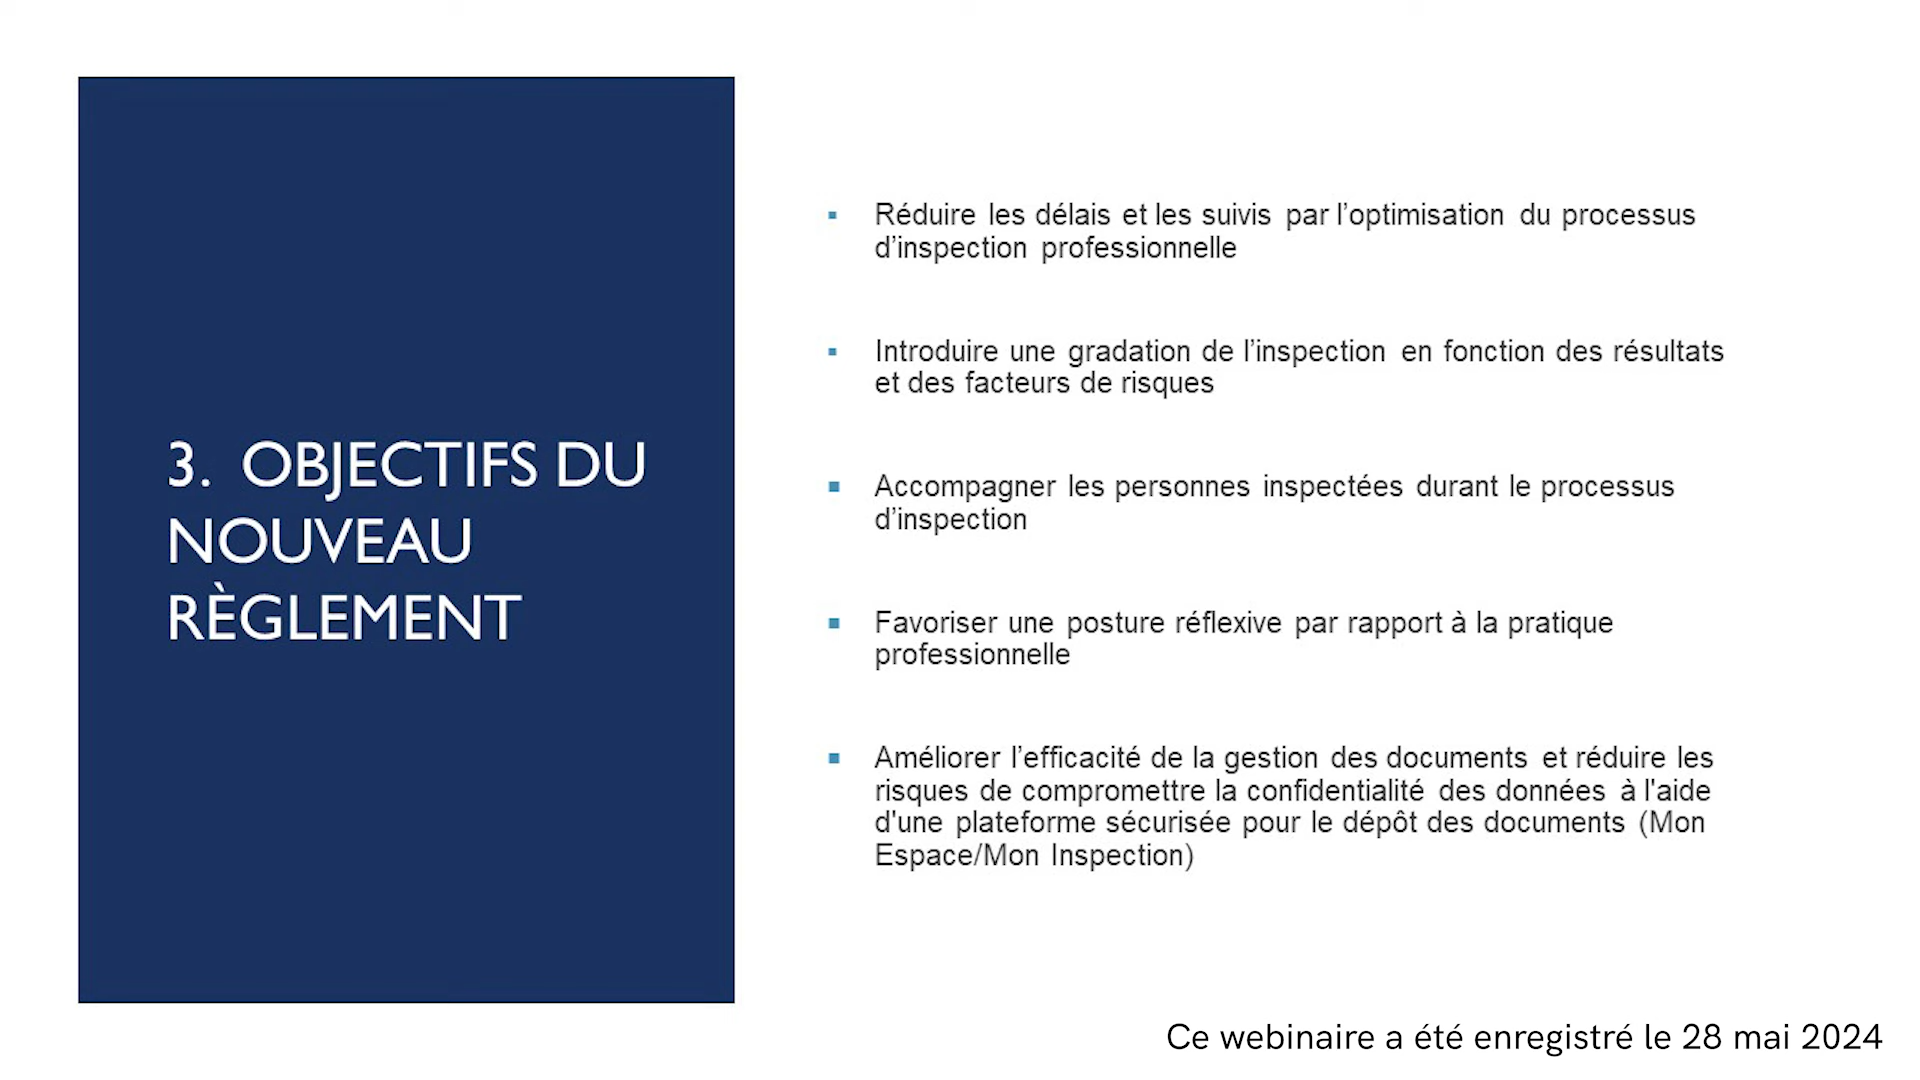 3. OBJECTIFS DU
NOUVEAU
RÈGLEMENT
Réduire les délais et les suivis par l’optimisation du processus
d’inspection professionnelle
Introduire une gradation de l’inspection en fonction des résultats
et des facteurs de risques
Accompagner les personnes inspectées durant le processus
d’inspection
Favoriser une posture réflexive par rapport à la pratique
professionnelle
Améliorer l’efficacité de la gestion des documents et réduire les
risques de compromettre la confidentialité des données à l'aide
d'une plateforme sécurisée pour le dépôt des documents (Mon
Espace/Mon Inspection)
Ce webinaire a été enregistré le 28 mai 2024